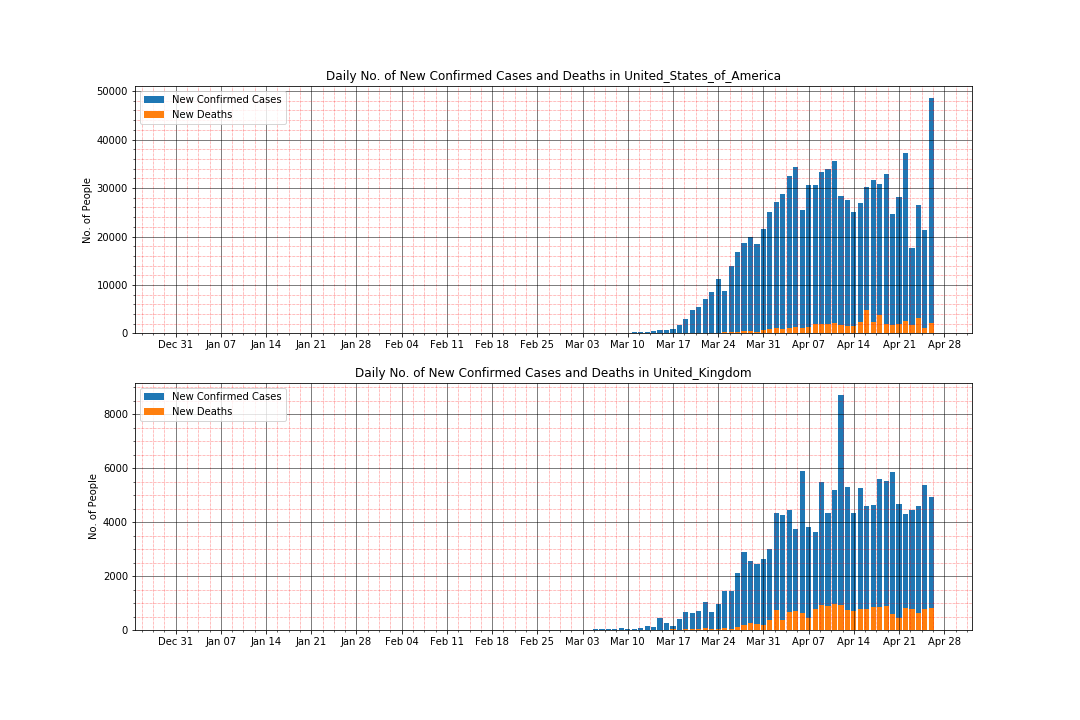 Daily No. of New Confirmed Cases and Deaths in United_States_of_America
50000
40000
30000
20000
10000
0
No. of People
New Confirmed Cases
New Deaths
Dec 31 Jan 07 Jan 14 Jan 21 Jan 28 Feb 04 Feb 11 Feb 18 Feb 25 Mar 03 Mar 10 Mar 17 Mar 24 Mar 31 Apr 07 Apr 14 Apr 21 Apr 28
Daily No. of New Confirmed Cases and Deaths in United_Kingdom
8000
6000
4000
2000
0
No. of People
New Confirmed Cases
New Deaths
Dec 31 Jan 07 Jan 14 Jan 21 Jan 28 Feb 04 Feb 11 Feb 18 Feb 25 Mar 03 Mar 10 Mar 17 Mar 24 Mar 31 Apr 07 Apr 14 Apr 21 Apr 28